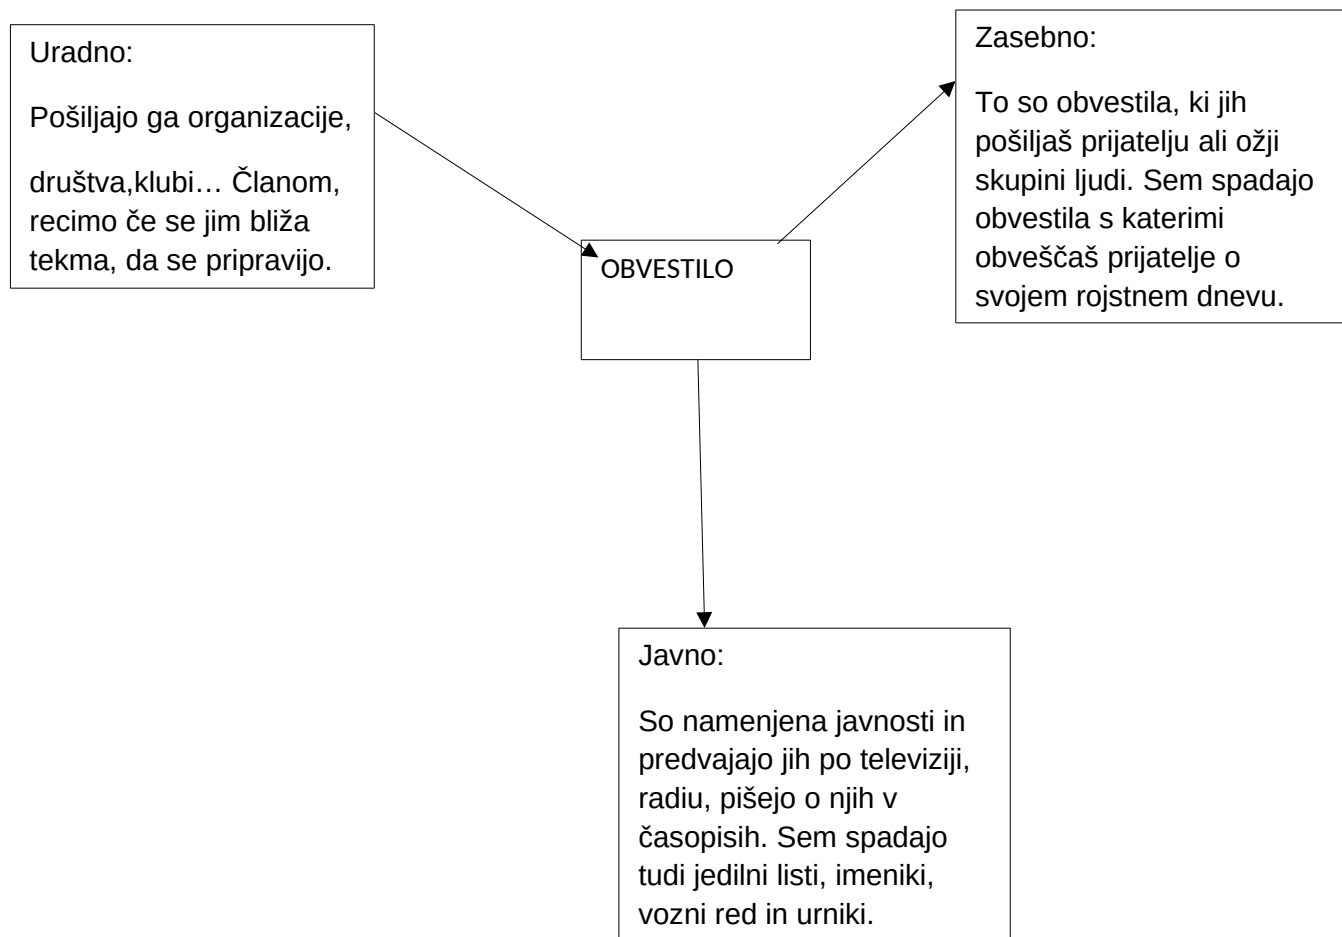 Uradno:
Pošiljajo ga organizacije,
društva,klubi… Članom,
recimo če se jim bliža
tekma, da se pripravijo.
Zasebno:
To so obvestila, ki jih
pošiljaš prijatelju ali ožji
skupini ljudi. Sem spadajo
obvestila s katerimi
obveščaš prijatelje o
svojem rojstnem dnevu.
OBVESTILO
Javno:
So namenjena javnosti in
predvajajo jih po televiziji,
radiu, pišejo o njih v
časopisih. Sem spadajo
tudi jedilni listi, imeniki,
vozni red in urniki.